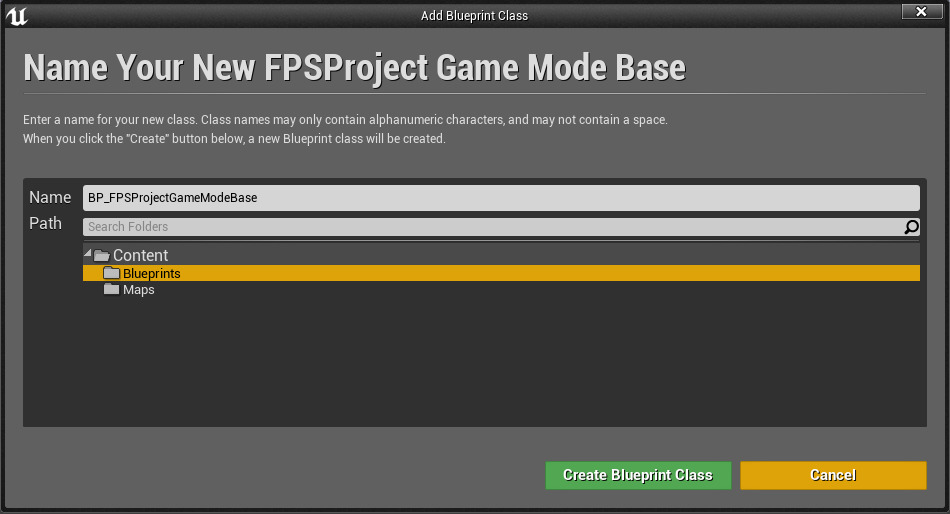 Add Blueprint Class
Name Your New FPSProject Game Mode Base
Enter a name for your new class. Class names may only contain alphanumeric characters, and may not contain a space.
When you click the "Create" button below, a new Blueprint class will be created.
Name BP_FPSProjectGameModeBase
Path Search Folders
Content
Blueprints
Maps
Create Blueprint Class Cancel